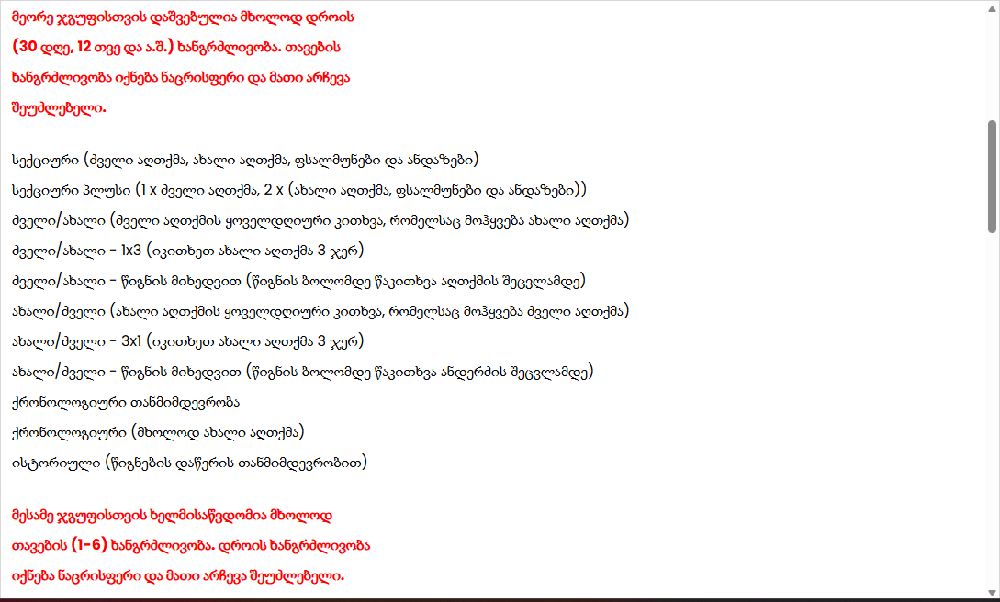 მეორე ჯგუფისთვის დაშვებულია მხოლოდ დროის
(30 დღე, 12 თვე და ა.შ.) ხანგრძლივობა. თავების
ხანგრძლივობა იქნება ნაცრისფერი და მათი არჩევა
შეუძლებელი.
სექციური (ძველი აღთქმა, ახალი აღთქმა, ფსალმუნები და ანდაზები)
სექციური პლუსი (1 x ძველი აღთქმა, 2 x (ახალი აღთქმა, ფსალმუნები და ანდაზები))
ძველი/ახალი (ძველი აღთქმის ყოველდღიური კითხვა, რომელსაც მოჰყვება ახალი აღთქმა)
ძველი/ახალი - 1x3 (იკითხეთ ახალი აღთქმა 3 ჯერ)
ძველი/ახალი - წიგნის მიხედვით (წიგნის ბოლომდე წაკითხვა აღთქმის შეცვლამდე)
ახალი/ძველი (ახალი აღთქმის ყოველდღიური კითხვა, რომელსაც მოჰყვება ძველი აღთქმა)
ახალი/ძველი - 3x1 (იკითხეთ ახალი აღთქმა 3 ჯერ)
ახალი/ძველი - წიგნის მიხედვით (წიგნის ბოლომდე წაკითხვა ანდერძის შეცვლამდე)
ქრონოლოგიური თანმიმდევრობა
ქრონოლოგიური (მხოლოდ ახალი აღთქმა)
ისტორიული (წიგნების დაწერის თანმიმდევრობით)
მესამე ჯგუფისთვის ხელმისაწვდომია მხოლოდ
თავების (1-6) ხანგრძლივობა. დროის ხანგრძლივობა
იქნება ნაცრისფერი და მათი არჩევა შეუძლებელი.